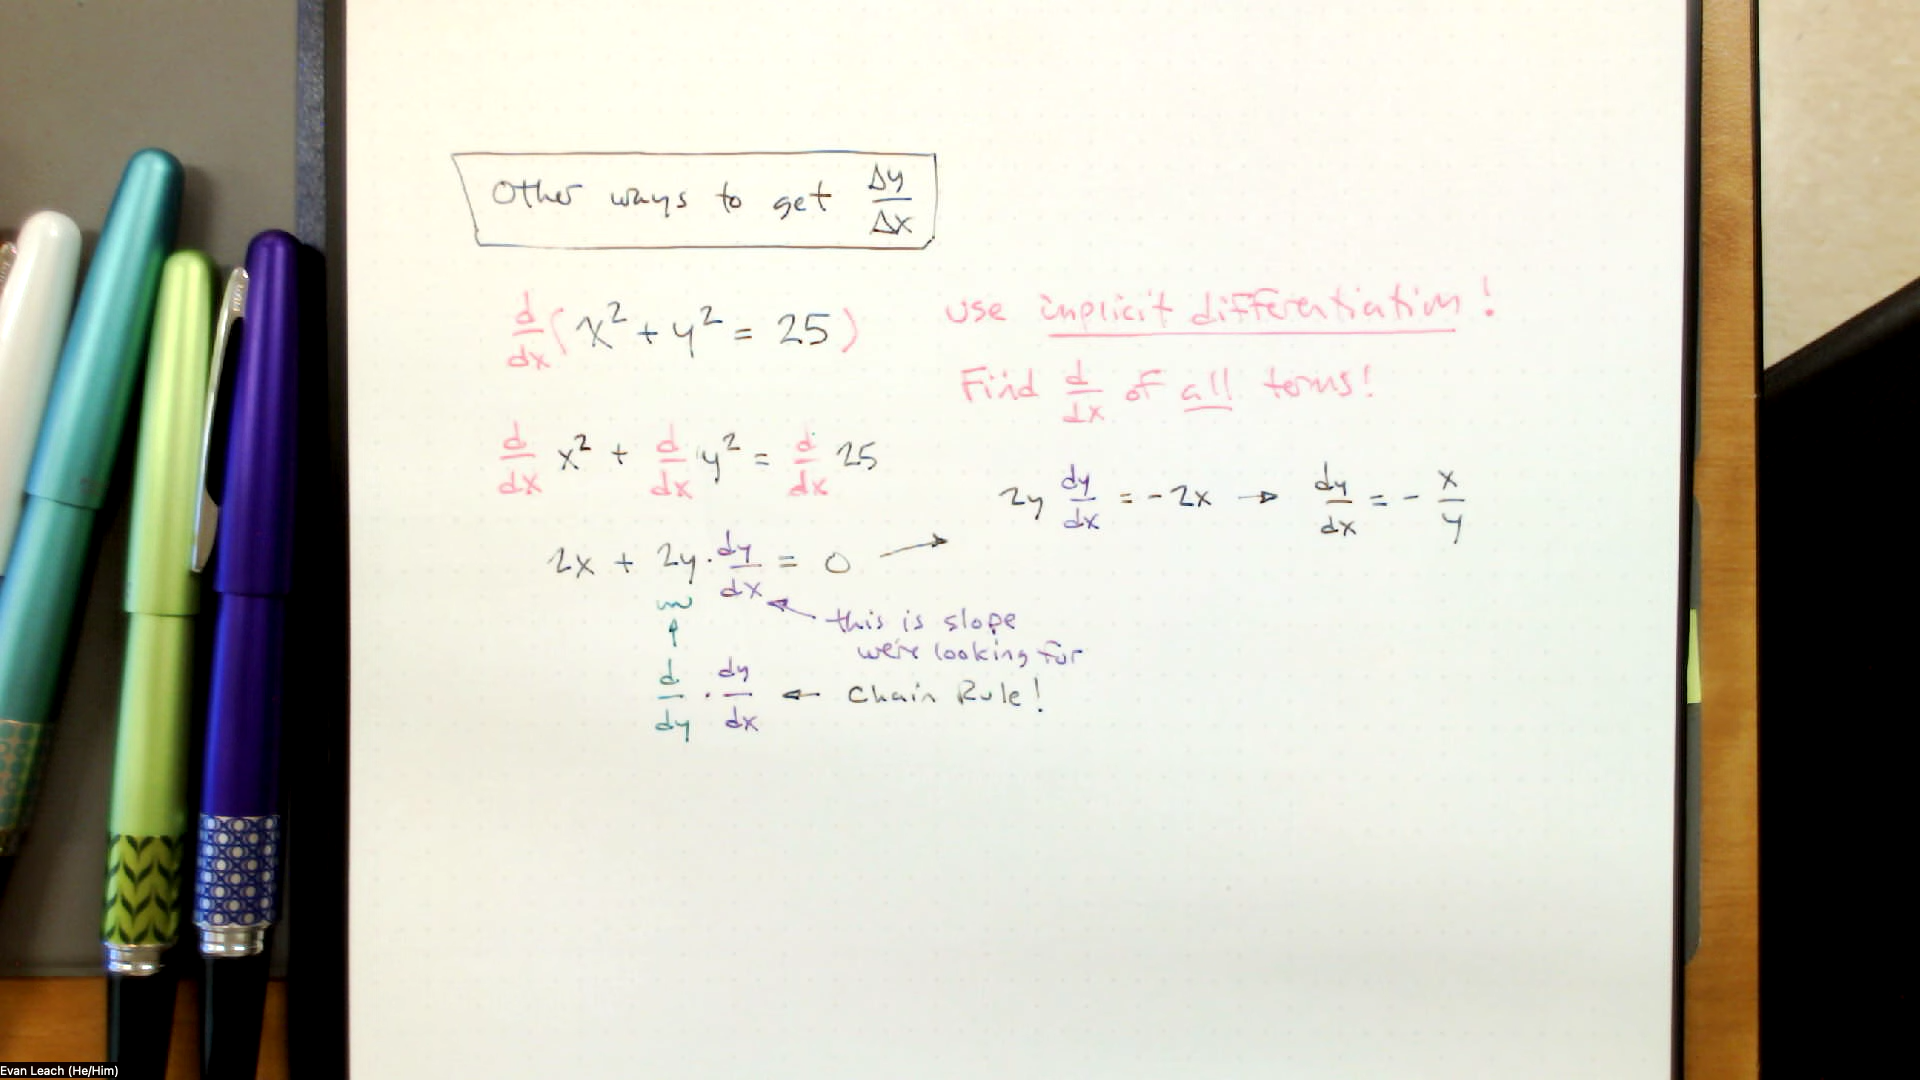 Other ways to get Δy/Δx
d/dx (x² + y² = 25)
use implicit differentiation!
Find d/dx of all terms!
d/dx x² + d/dx y² = d/dx 25
2x + 2y · dy/dx = 0 →
2y dy/dx = -2x → dy/dx = - x/y
this is slope
we're looking for
d/dy · dy/dx ← Chain Rule!
Evan Leach (He/Him)